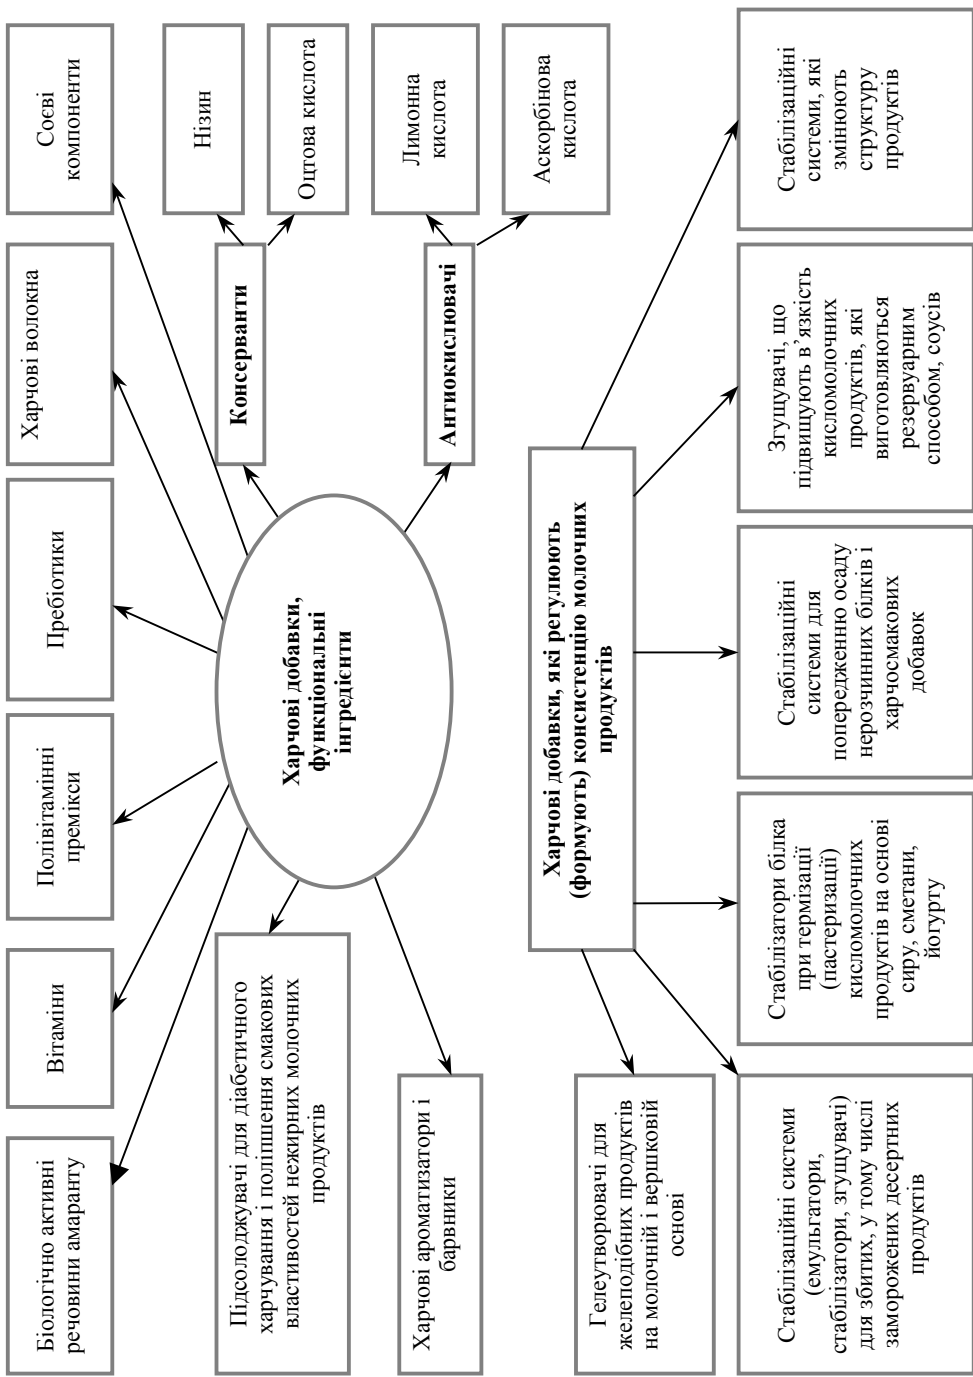 Біологічно активні
речовини амаранту
Вітаміни
Полівітамінні
премікси
Пребіотики
Харчові волокна
Соєві
компоненти
Підсолоджувачі для діабетичного
харчування і поліпшення смакових
властивостей нежирних молочних
продуктів
Харчові добавки,
функціональні
інгредієнти
Консерванти
Нізин
Оцтова кислота
Харчові ароматизатори і
барвники
Антиокислювачі
Лимонна
кислота
Аскорбінова
кислота
Гелеутворювачі для
желеподібних продуктів
на молочній і вершковій
основі
Харчові добавки, які регулюють
(формують) консистенцію молочних
продуктів
Стабілізаційні системи
(емульгатори,
стабілізатори, згущувачі)
для збитих, у тому числі
заморожених десертних
продуктів
Стабілізатори білка
при термізації
(пастеризації)
кисломолочних
продуктів на основі
сиру, сметани,
йогурту
Стабілізаційні
системи для
попередженню осаду
нерозчинних білків і
харчосмакових
добавок
Згущувачі, що
підвищують в’язкість
кисломолочних
продуктів, які
виготовляються
резервуарним
способом, соусів
Стабілізаційні
системи, які
змінюють
структуру
продуктів